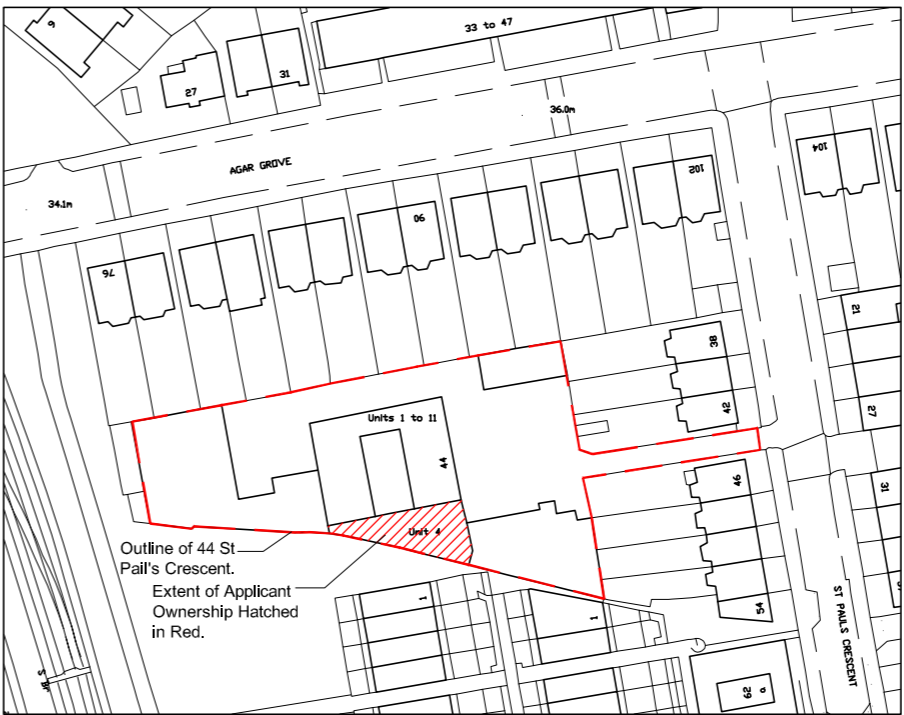 9
33 to 47
27
31
36.0m
AGAR GROVE
104
102
34.1m
90
76
21
38
Units 1 to 11
42
27
44
46
31
Unit 4
Outline of 44 St
Pail's Crescent.
Extent of Applicant
Ownership Hatched
in Red.
1
1
54
ST PAULS CRESCENT
62
a